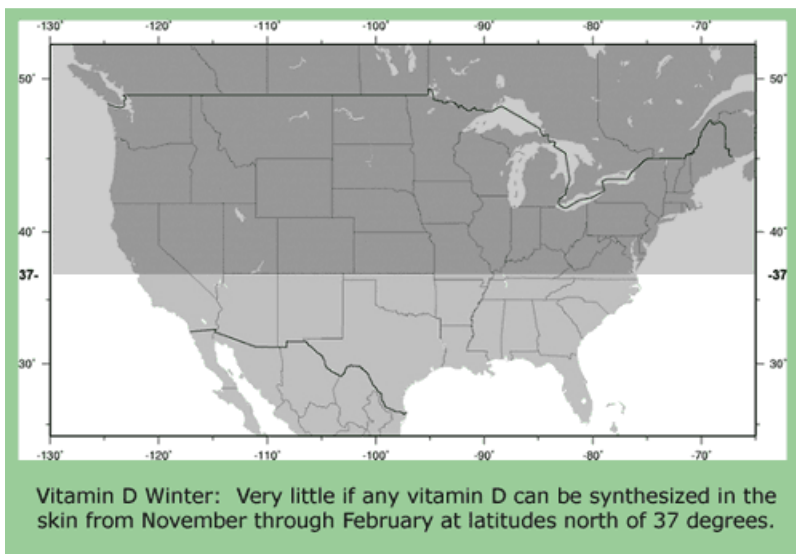 -130 -120 -110 -100 -90 -80 -70
50° 50°
40° 40°
37- -37
30° 30°
-130 -120 -110 -100 -90 -80 -70
Vitamin D Winter: Very little if any vitamin D can be synthesized in the
skin from November through February at latitudes north of 37 degrees.